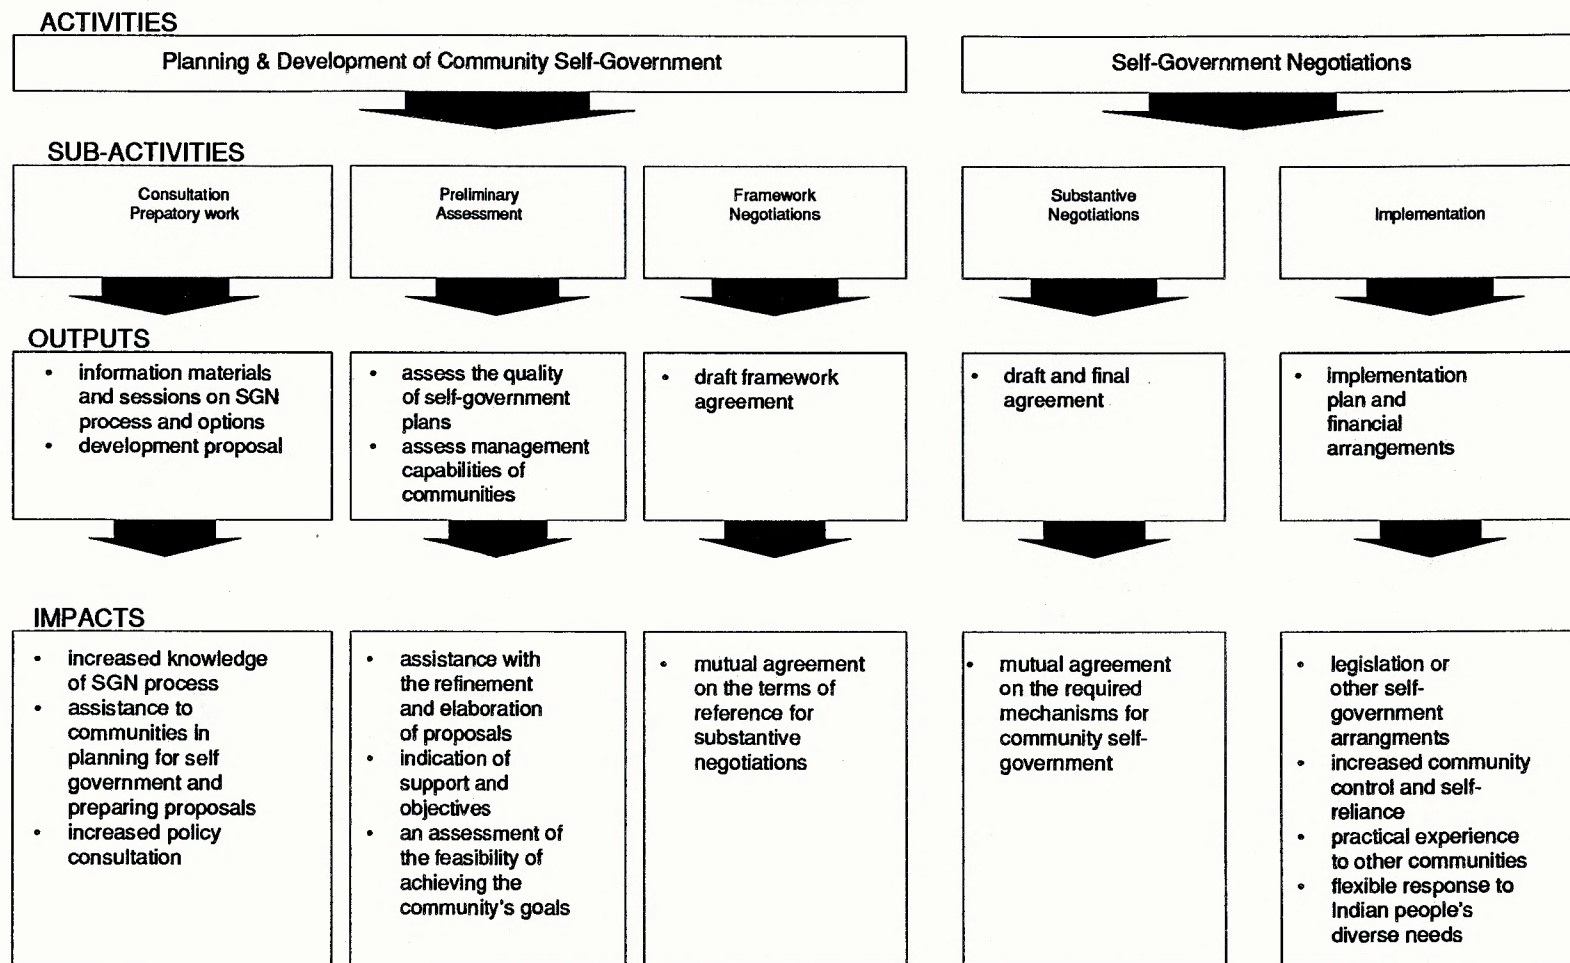 ACTIVITIES
Planning & Development of Community Self-Government
Self-Government Negotiations
SUB-ACTIVITIES
Consultation
Prepatory work
Preliminary
Assessment
Framework
Negotiations
Substantive
Negotiations
Implementation
OUTPUTS
• information materials
and sessions on SGN
process and options
• development proposal
• assess the quality
of self-government
plans
• assess management
capabilities of
communities
• draft framework
agreement
• draft and final
agreement
• implementation
plan and
financial
arrangements
IMPACTS
• increased knowledge
of SGN process
• assistance to
communities in
planning for self
government and
preparing proposals
• increased policy
consultation
• assistance with
the refinement
and elaboration
of proposals
• indication of
support and
objectives
• an assessment of
the feasibility of
achieving the
community's goals
• mutual agreement
on the terms of
reference for
substantive
negotiations
• mutual agreement
on the required
mechanisms for
community self-
government
• legislation or
other self-
government
arrangments
• increased community
control and self-
reliance
• practical experience
to other communities
• flexible response to
Indian people's
diverse needs